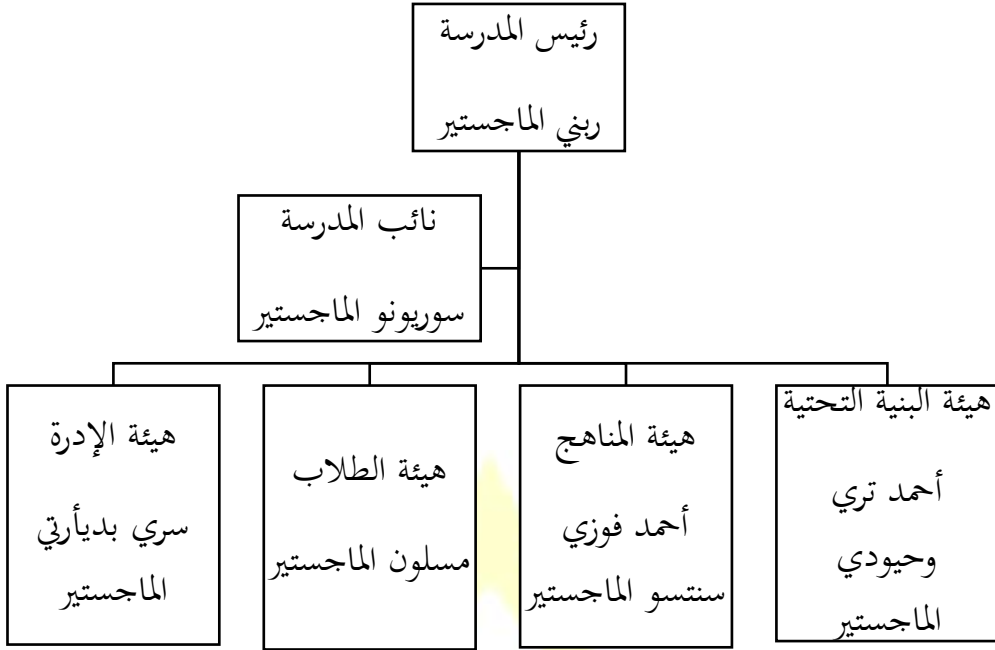 رئيس المدرسة
ربني الماجستير
نائب المدرسة
سوريونو الماجستير
هيئة البنية التحتية
أحمد تري
وحيودي
الماجستير
هيئة المناهج
أحمد فوزي
سنتسو الماجستير
هيئة الطلاب
مسلون الماجستير
هيئة الإدرة
سري بديأرتي
الماجستير